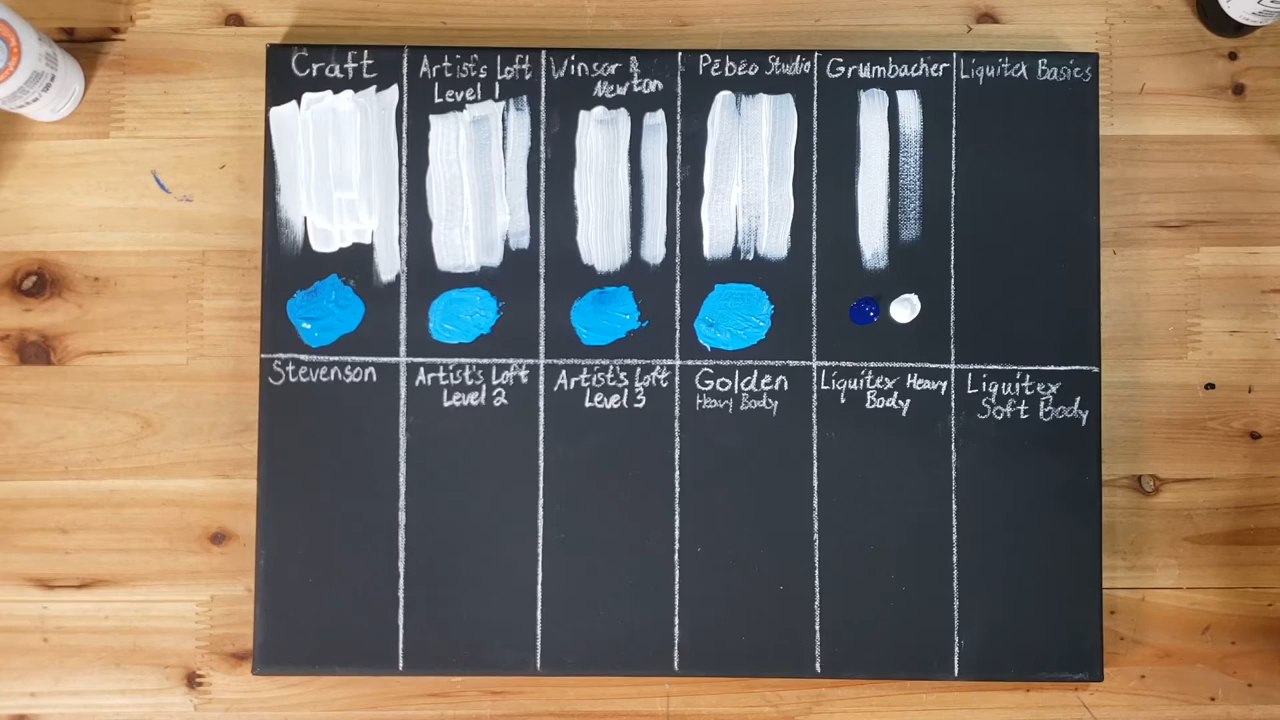 Craft
Artist's Loft
Level 1
Winsor &
Newton
Pēbēo Studio
Grumbacher
Liquitex Basics
Stevenson
Artist's Loft
Level 2
Artist's Loft
Level 3
Golden
Heavy Body
Liquitex Heavy
Body
Liquitex
Soft Body